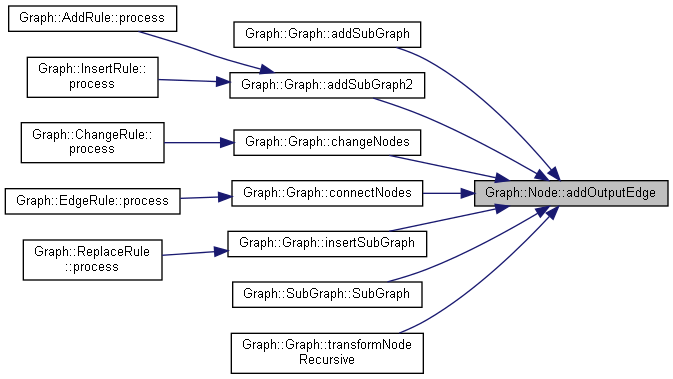 Graph::AddRule::process
Graph::Graph::addSubGraph
Graph::InsertRule::
process
Graph::Graph::addSubGraph2
Graph::ChangeRule::
process
Graph::Graph::changeNodes
Graph::Node::addOutputEdge
Graph::EdgeRule::process
Graph::Graph::connectNodes
Graph::ReplaceRule
::process
Graph::Graph::insertSubGraph
Graph::SubGraph::SubGraph
Graph::Graph::transformNode
Recursive